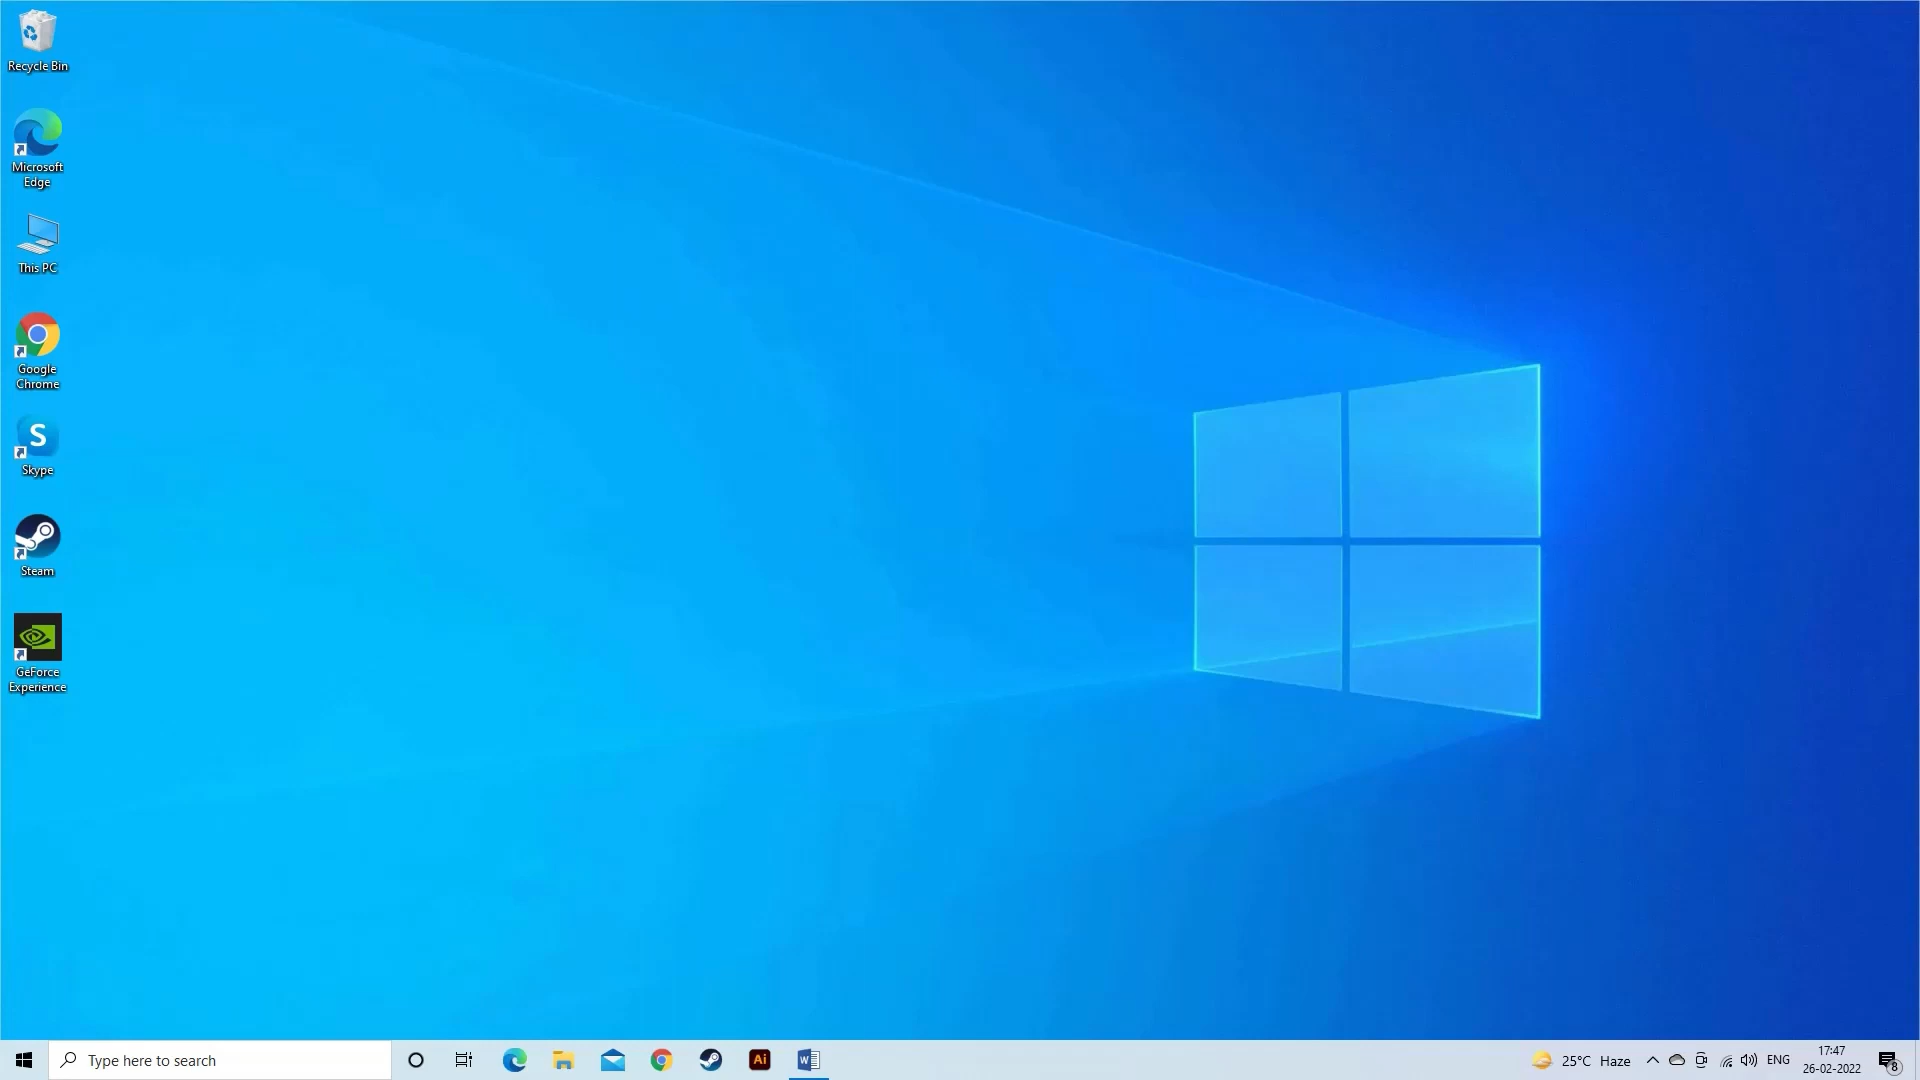 Recycle Bin
Microsoft
Edge
This PC
Google
Chrome
S
Skype
Steam
GeForce
Experience
Type here to search
Ai
W
25°C Haze
ENG
17:47
26-02-2022
8